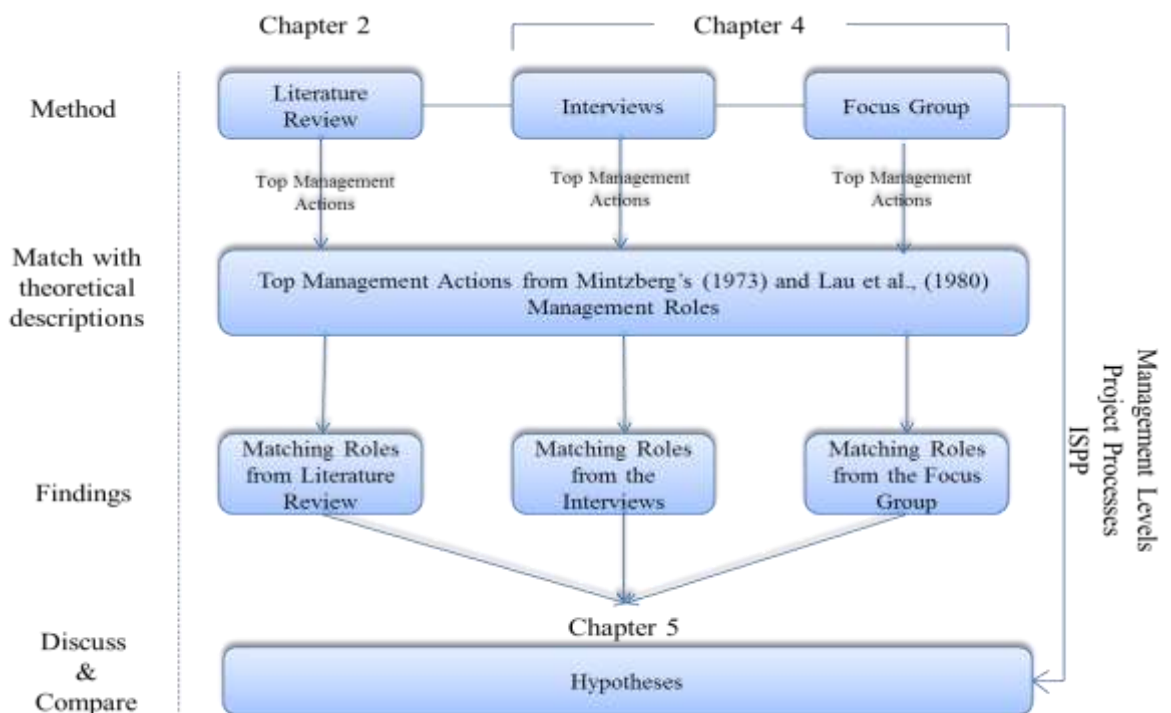 Chapter 2
Chapter 4
Method
Literature
Review
Interviews
Focus Group
Top Management
Actions
Top Management
Actions
Top Management
Actions
Match with
theoretical
descriptions
Top Management Actions from Mintzberg's (1973) and Lau et al., (1980)
Management Roles
Management Levels
Project Processes
ISPP
Findings
Matching Roles
from Literature
Review
Matching Roles
from the
Interviews
Matching Roles
from the Focus
Group
Chapter 5
Discuss
&
Compare
Hypotheses